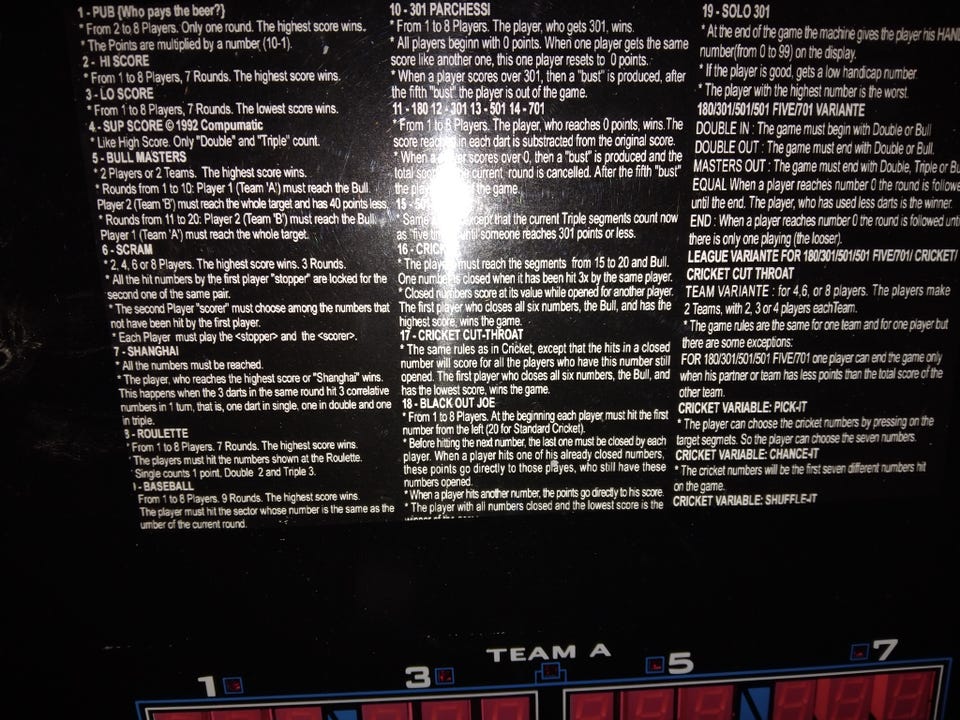 1 - PUB {Who pays the beer?}
* From 2 to 8 Players. Only one round. The highest score wins.
* The Points are multiplied by a number (10-1).
2 - HI SCORE
* From 1 to 8 Players, 7 Rounds. The highest score wins.
3 - LO SCORE
* From 1 to 8 Players, 7 Rounds. The lowest score wins.
4 - SUP SCORE © 1992 Compumatic
* Like High Score. Only "Double" and "Triple" count.
5 - BULL MASTERS
* 2 Players or 2 Teams. The highest score wins.
* Rounds from 1 to 10: Player 1 (Team 'A') must reach the Bull.
Player 2 (Team 'B') must reach the whole target and has 40 points less.
* Rounds from 11 to 20: Player 2 (Team 'B') must reach the Bull
Player 1 (Team 'A') must reach the whole target.
6 - SCRAM
* 2, 4, 6 or 8 Players. The highest score wins. 3 Rounds.
* All the hit numbers by the first player "stopper" are locked for the
second one of the same pair.
* The second Player "scorer" must choose among the numbers that
not have been hit by the first player.
* Each Player must play the <stopper> and the <scorer>.
7 - SHANGHAI
* All the numbers must be reached.
* The player, who reaches the highest score or "Shanghai" wins.
This happens when the 3 darts in the same round hit 3 correlative
numbers in 1 turn, that is, one dart in single, one in double and one
in triple.
- ROULETTE
* From 1 to 8 Players. 7 Rounds. The highest score wins.
The players must hit the numbers shown at the Roulette.
Single counts 1 point, Double 2 and Triple 3.
- BASEBALL
From 1 to 8 Players. 9 Rounds. The highest score wins.
The player must hit the sector whose number is the same as the
umber of the current round.
10 - 301 PARCHESSI
* From 1 to 8 Players. The player, who gets 301, wins.
* All players begin with 0 points. When one player gets the same
score like another one, this one player resets to 0 points.
* When a player scores over 301, then a "bust" is produced, after
the fifth "bust" the player is out of the game.
11 - 180 12 - 301 13 - 501 14 - 701
* From 1 to 8 Players. The player, who reaches 0 points, wins.The
score reached in each dart is substracted from the original score.
* When a player scores over 0, then a "bust" is produced and the
total current round is cancelled. After the fifth "bust"
the of the game.
15 -
* Same except that the current Triple segments count now
as "five until someone reaches 301 points or less.
16 - CRICKET
* The player must reach the segments from 15 to 20 and Bull.
One number is closed when it has been hit 3x by the same player.
* Closed numbers score at its value while opened for another player
The first player who closes all six numbers, the Bull, and has the
highest score, wins the game.
17 - CRICKET CUT-THROAT
* The same rules as in Cricket, except that the hits in a closed
number will score for all the players who have this number still
opened. The first player who closes all six numbers, the Bull, and
has the lowest score, wins the game.
18 - BLACK OUT JOE
* From 1 to 8 Players. At the beginning each player must hit the first
number from the left (20 for Standard Cricket).
* Before hitting the next number, the last one must be closed by each
player. When a player hits one of his already closed numbers,
these points go directly to those players, who still have these
numbers opened.
* When a player hits another number, the points go directly to his score.
* The player with all numbers closed and the lowest score is the
19 - SOLO 301
* At the end of the game the machine gives the player his HAN
number(from 0 to 99) on the display.
* If the player is good, gets a low handicap number
* The player with the highest number is the worst.
180/301/501/501 FIVE/701 VARIANTE
DOUBLE IN : The game must begin with Double or Bull
DOUBLE OUT : The game must end with Double or Bull.
MASTERS OUT : The game must end with Double, Triple or Bu
EQUAL When a player reaches number 0 the round is followe
until the end. The player, who has used less darts is the winner.
END : When a player reaches number 0 the round is followed until
there is only one playing (the looser).
LEAGUE VARIANTE FOR 180/301/501/501 FIVE/701/ CRICKET/
CRICKET CUT THROAT
TEAM VARIANTE : for 4,6, or 8 players. The players make
2 Teams, with 2, 3 or 4 players eachTeam.
* The game rules are the same for one team and for one player but
there are some exceptions:
FOR 180/301/501/501 FIVE/701 one player can end the game only
when his partner or team has less points than the total score of the
other team.
CRICKET VARIABLE: PICK-IT
* The player can choose the cricket numbers by pressing on the
target segmets. So the player can choose the seven numbers.
CRICKET VARIABLE: CHANCE-IT
* The cricket numbers will be the first seven different numbers hit
on the game.
CRICKET VARIABLE: SHUFFLE-IT
TEAM A
1 3 5 7